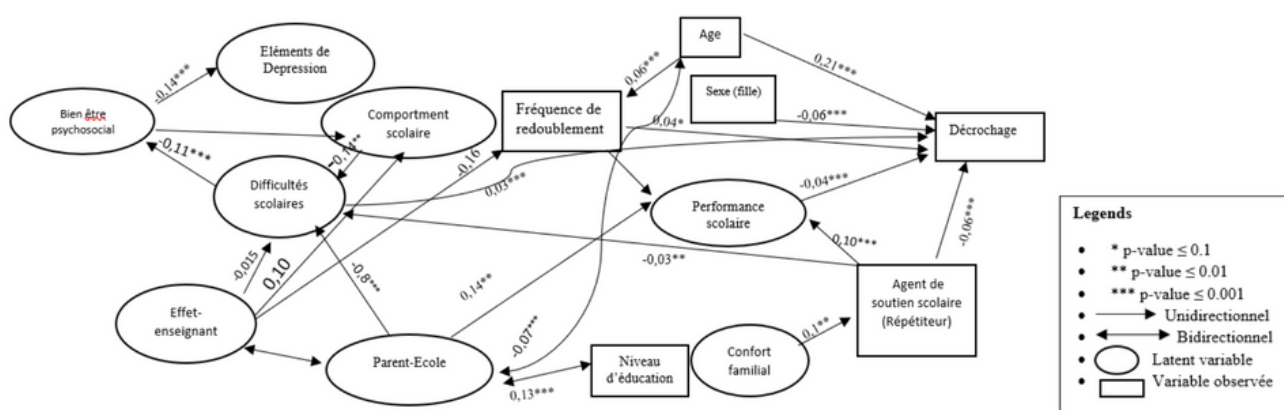 Age
Eléments de
Depression
0,06***
0,21***
-0,14***
Sexe (fille)
Bien être
psychosocial
Comportment
scolaire
Fréquence de
redoublement
-0,06***
Décrochage
0,04*
-0,11***
-0,14**
-0,16
Difficultés
scolaires
0,03***
-0,04***
Performance
scolaire
-0,06***
0,10***
-0,03**
-0,015
0,10
-0,8***
0,14**
Agent de
soutien scolaire
(Répétiteur)
Effet-
enseignant
-0,07***
0,1**
Parent-Ecole
Niveau
d’éducation
Confort
familial
0,13***
Legends
* p-value ≤ 0.1
** p-value ≤ 0.01
*** p-value ≤ 0.001
Unidirectionnel
Bidirectionnel
Latent variable
Variable observée